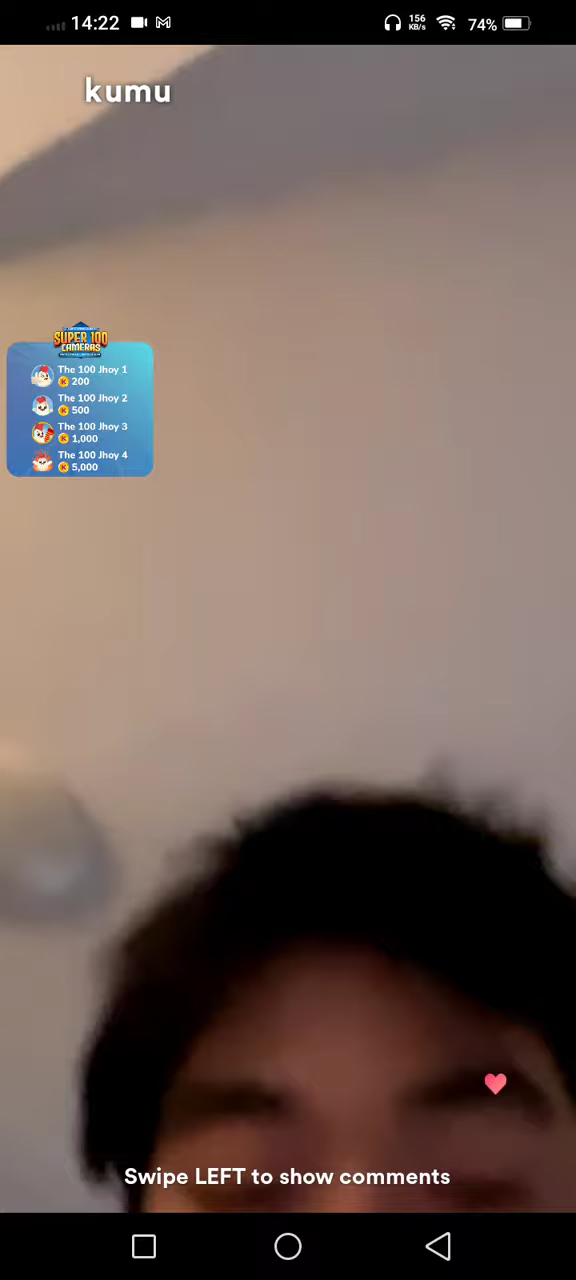 14:22
156
KB/s
74%
kumu
SUPER 100
CAMERAS
The 100 Jhoy 1
K 200
The 100 Jhoy 2
K 500
The 100 Jhoy 3
K 1,000
The 100 Jhoy 4
K 5,000
Swipe LEFT to show comments